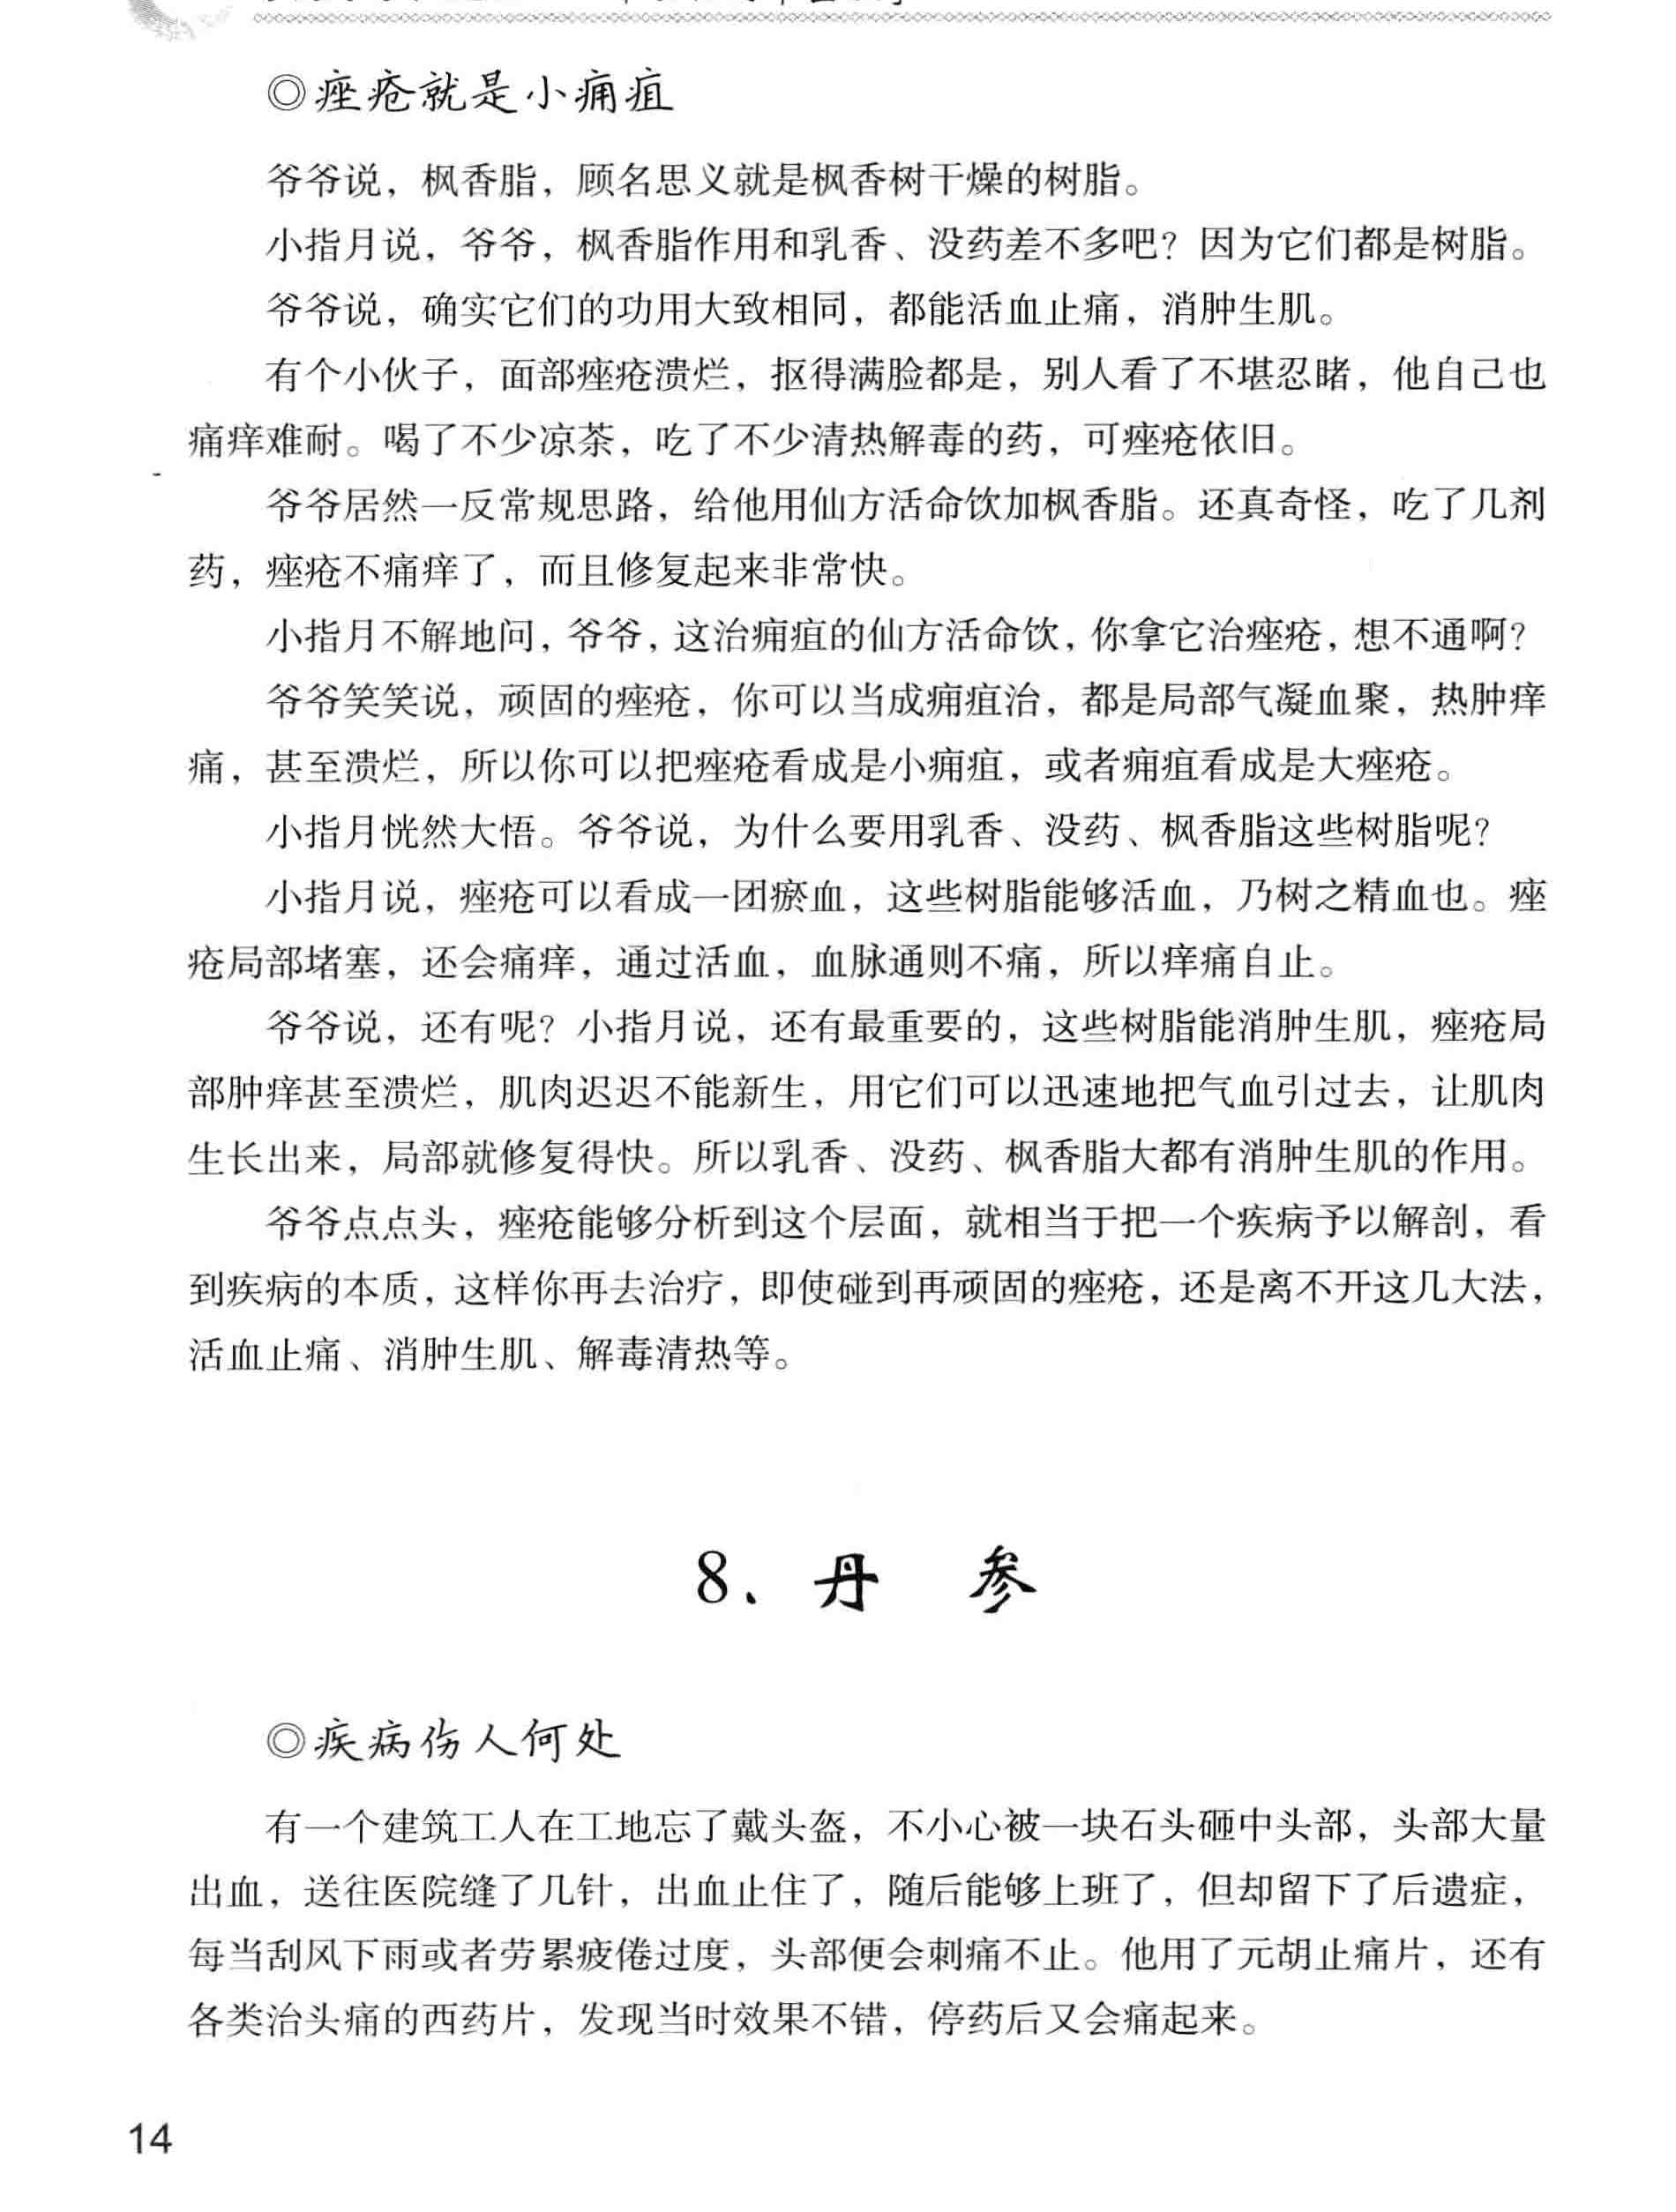 ◎痤疮就是小痈疽
爷爷说，枫香脂，顾名思义就是枫香树干燥的树脂。
小指月说，爷爷，枫香脂作用和乳香、没药差不多吧？因为它们都是树脂。
爷爷说，确实它们的功用大致相同，都能活血止痛，消肿生肌。
有个小伙子，面部痤疮溃烂，抠得满脸都是，别人看了不堪忍睹，他自己也
痛痒难耐。喝了不少凉茶，吃了不少清热解毒的药，可痤疮依旧。
爷爷居然一反常规思路，给他用仙方活命饮加枫香脂。还真奇怪，吃了几剂
药，痤疮不痛痒了，而且修复起来非常快。
小指月不解地问，爷爷，这治痈疽的仙方活命饮，你拿它治痤疮，想不通啊？
爷爷笑笑说，顽固的痤疮，你可以当成痈疽治，都是局部气凝血聚，热肿痒
痛，甚至溃烂，所以你可以把痤疮看成是小痈疽，或者痈疽看成是大痤疮。
小指月恍然大悟。爷爷说，为什么要用乳香、没药、枫香脂这些树脂呢？
小指月说，痤疮可以看成一团瘀血，这些树脂能够活血，乃树之精血也。痤
疮局部堵塞，还会痛痒，通过活血，血脉通则不痛，所以痒痛自止。
爷爷说，还有呢？小指月说，还有最重要的，这些树脂能消肿生肌，痤疮局
部肿痒甚至溃烂，肌肉迟迟不能新生，用它们可以迅速地把气血引过去，让肌肉
生长出来，局部就修复得快。所以乳香、没药、枫香脂大都有消肿生肌的作用。
爷爷点点头，痤疮能够分析到这个层面，就相当于把一个疾病予以解剖，看
到疾病的本质，这样你再去治疗，即使碰到再顽固的痤疮，还是离不开这几大法，
活血止痛、消肿生肌、解毒清热等。
8、丹　参
◎疾病伤人何处
有一个建筑工人在工地忘了戴头盔，不小心被一块石头砸中头部，头部大量
出血，送往医院缝了几针，出血止住了，随后能够上班了，但却留下了后遗症，
每当刮风下雨或者劳累疲倦过度，头部便会刺痛不止。他用了元胡止痛片，还有
各类治头痛的西药片，发现当时效果不错，停药后又会痛起来。
14